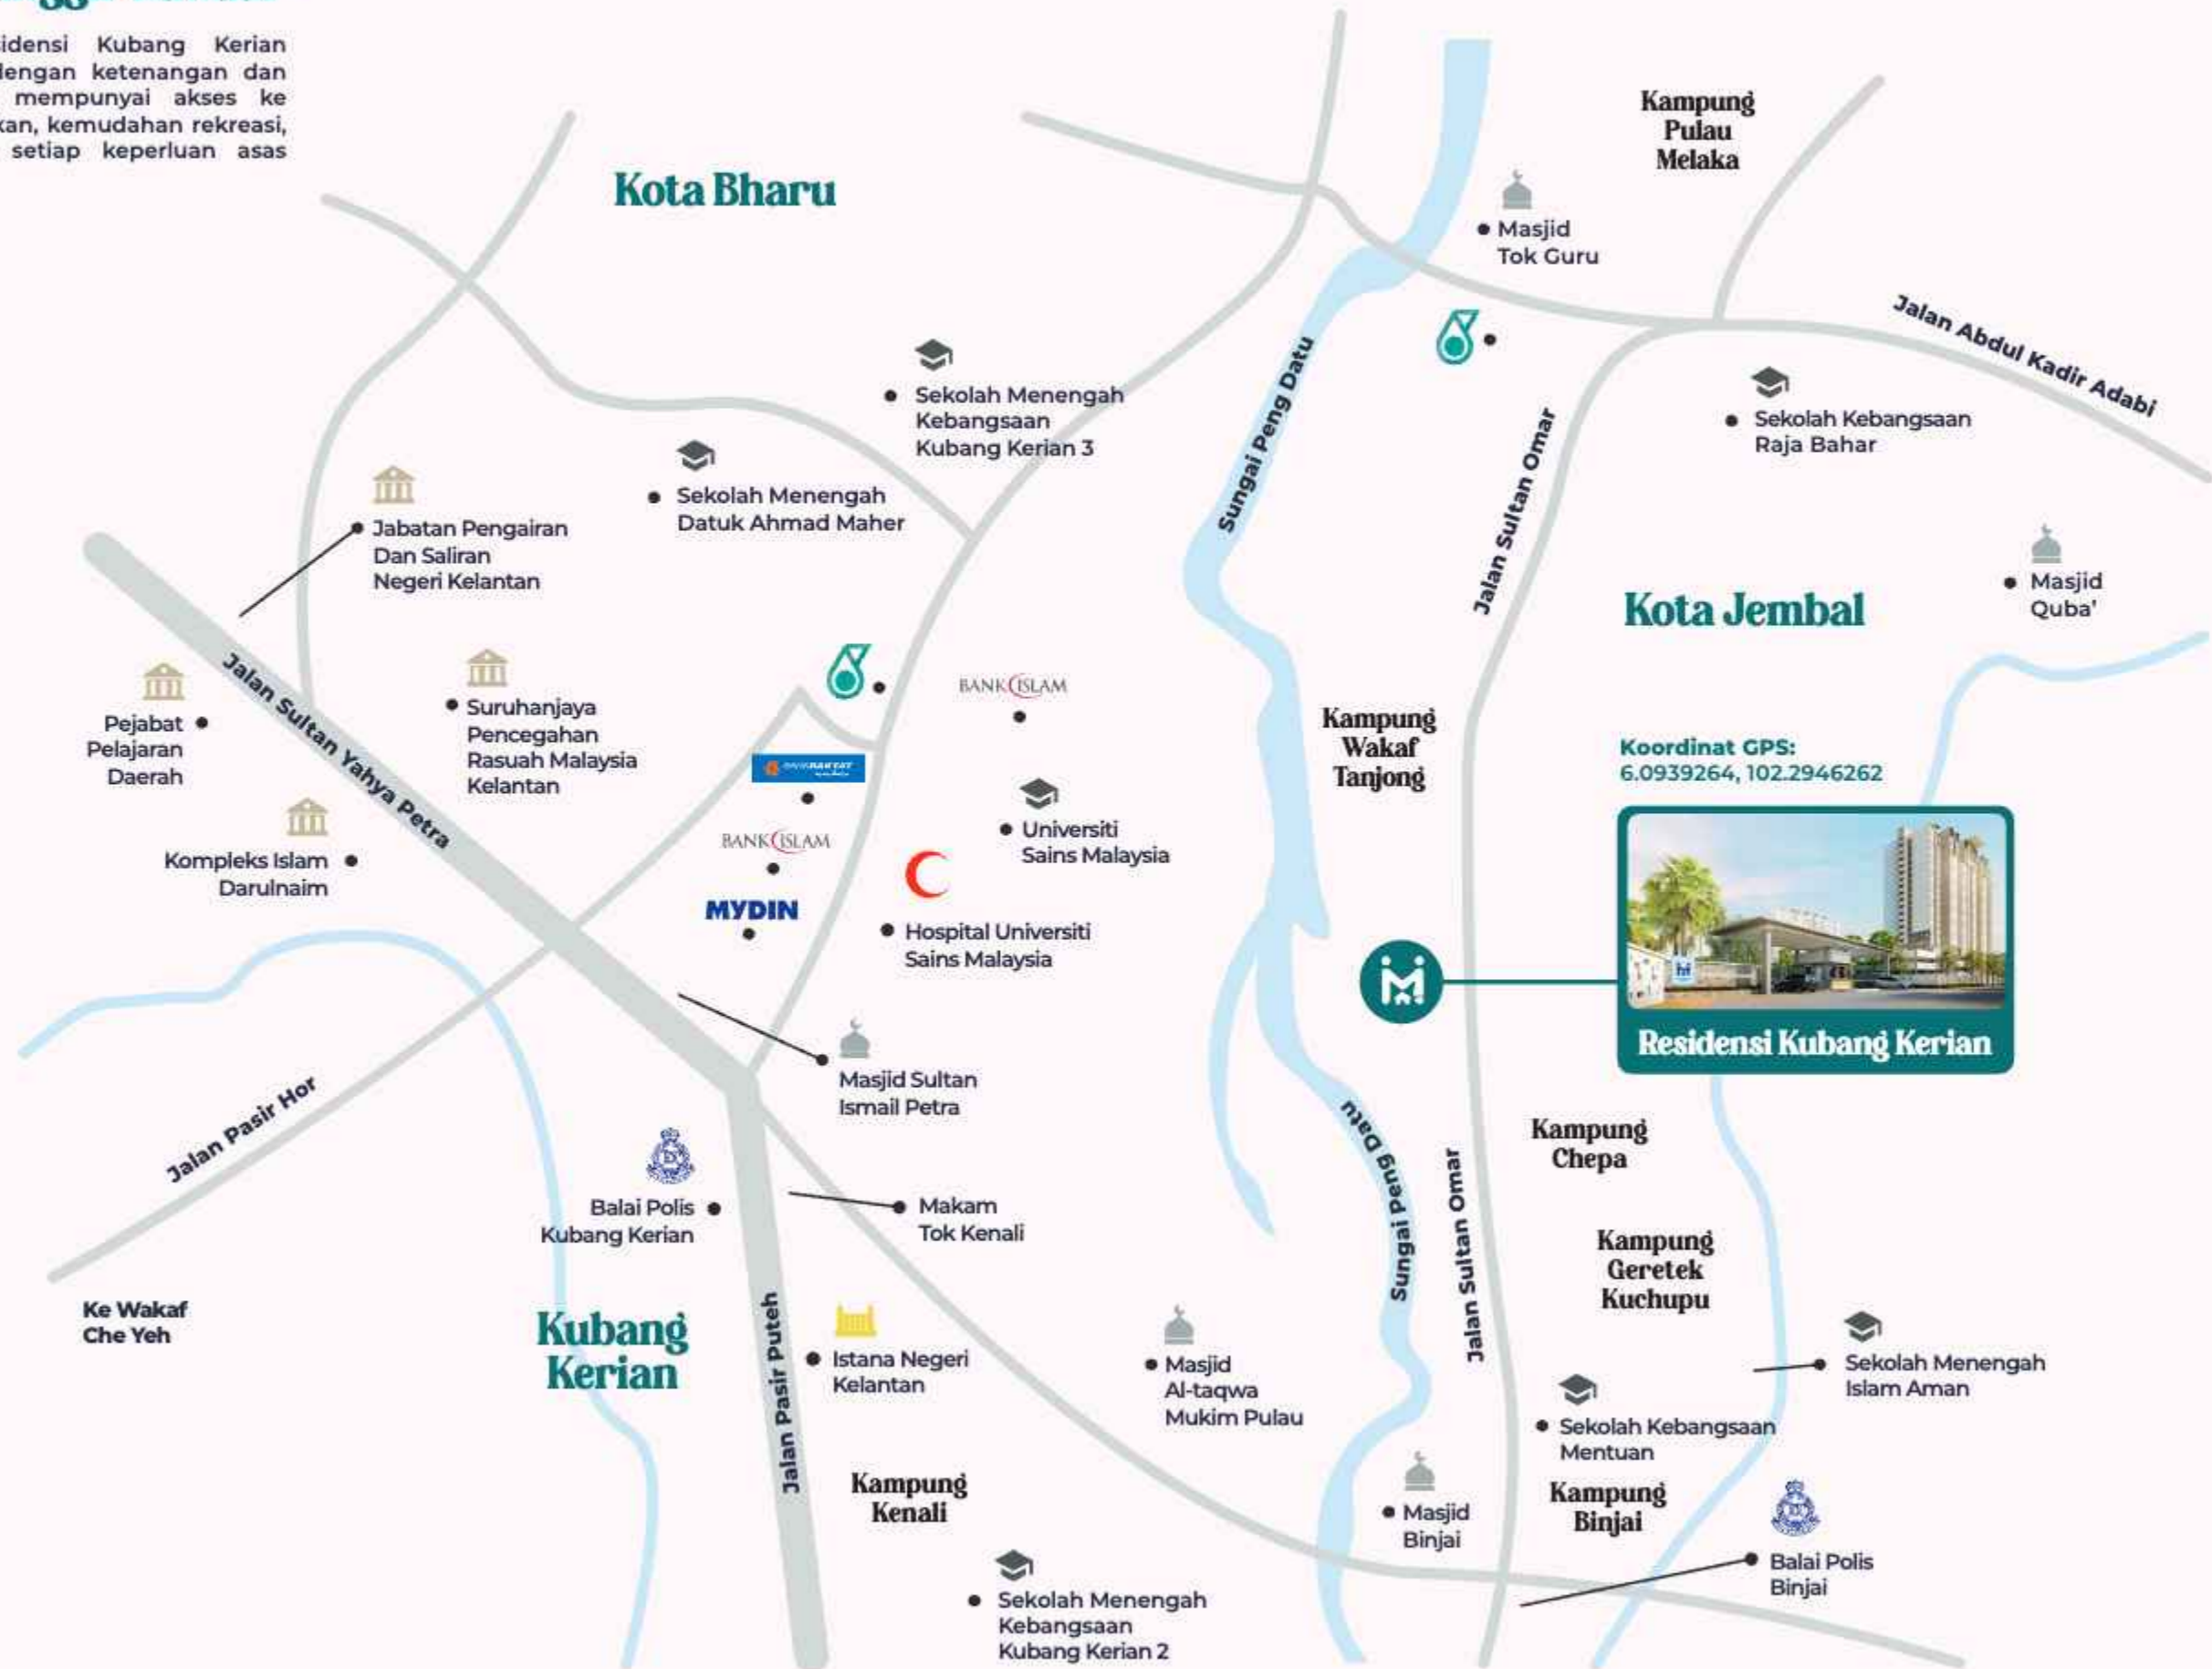 Kubang Kerian
dengan ketenangan dan
mempunyai akses ke
kemudahan rekreasi,
setiap keperluan asas
Kota Bharu
Kampung
Pulau
Melaka
Masjid
Tok Guru
Jalan Abdul Kadir Adabi
Sekolah Menengah
Kebangsaan
Kubang Kerian 3
Sungai Peng Datu
Sekolah Kebangsaan
Raja Bahar
Jalan Sultan Omar
Sekolah Menengah
Datuk Ahmad Maher
Jabatan Pengairan
Dan Saliran
Negeri Kelantan
Masjid
Quba'
Kota Jembal
Jalan Sultan Yahya Petra
Pejabat
Pelajaran
Daerah
Suruhanjaya
Pencegahan
Rasuah Malaysia
Kelantan
BANK ISLAM
Kampung
Wakaf
Tanjong
Koordinat GPS:
6.0939264, 102.2946262
BANK RAKYAT
Kompleks Islam
Darulnaim
BANK ISLAM
Universiti
Sains Malaysia
MYDIN
Hospital Universiti
Sains Malaysia
Residensi Kubang Kerian
Masjid Sultan
Ismail Petra
Jalan Pasir Hor
Sungai Peng Datu
Jalan Sultan Omar
Kampung
Chepa
Balai Polis
Kubang Kerian
Makam
Tok Kenali
Kampung
Geretek
Kuchupu
Ke Wakaf
Che Yeh
Kubang
Kerian
Jalan Pasir Puteh
Istana Negeri
Kelantan
Masjid
Al-taqwa
Mukim Pulau
Sekolah Menengah
Islam Aman
Sekolah Kebangsaan
Mentuan
Kampung
Kenali
Masjid
Binjai
Kampung
Binjai
Balai Polis
Binjai
Sekolah Menengah
Kebangsaan
Kubang Kerian 2